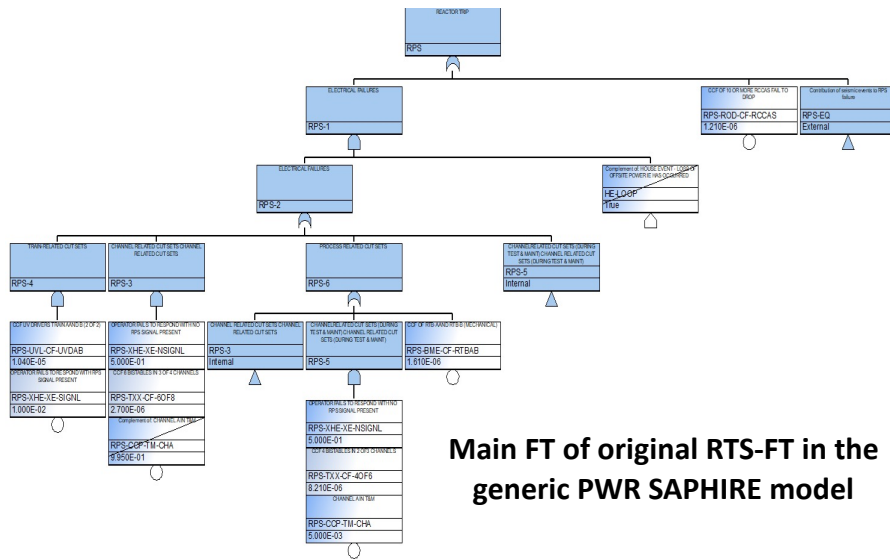 REACTOR TRIP
RPS
ELECTRICAL FAILURES
RPS-1
CCF OF 10 OR MORE RCCAS FAIL TO
DROP
RPS-ROD-CF-RCCAS
1.210E-06
Contribution of seismic events to RPS
failure
RPS-EQ
External
ELECTRICAL FAILURES
RPS-2
Complement of: HOUSE EVENT - LOSS OF
OFFSITE POWER IE HAS OCCURRED
HE-LOOP
True
TRAIN RELATED CUT SETS
RPS-4
CHANNEL RELATED CUT SETS CHANNEL
RELATED CUT SETS
RPS-3
PROCESS RELATED CUT SETS
RPS-6
CHANNEL RELATED CUT SETS (DURING
TEST & MAINT) CHANNEL RELATED CUT
SETS (DURING TEST & MAINT)
RPS-5
Internal
CCF UV DRIVERS TRAIN A AND B (2 OF 2)
RPS-UVL-CF-UVDAB
1.040E-05
OPERATOR FAILS TO RESPOND WITH RPS
SIGNAL PRESENT
RPS-XHE-XE-SIGNL
1.000E-02
OPERATOR FAILS TO RESPOND WITH NO
RPS SIGNAL PRESENT
RPS-XHE-XE-NSIGNL
5.000E-01
CCF 6 BISTABLES IN 3 OF 4 CHANNELS
RPS-TXX-CF-6OF8
2.700E-06
Complement of: CHANNEL A IN T&M
RPS-CCP-TM-CHA
9.950E-01
CHANNEL RELATED CUT SETS CHANNEL
RELATED CUT SETS
RPS-3
Internal
CHANNEL RELATED CUT SETS (DURING
TEST & MAINT) CHANNEL RELATED CUT
SETS (DURING TEST & MAINT)
RPS-5
CCF OF RTB-A AND RTB-B (MECHANICAL)
RPS-BME-CF-RTBAB
1.610E-06
OPERATOR FAILS TO RESPOND WITH NO
RPS SIGNAL PRESENT
RPS-XHE-XE-NSIGNL
5.000E-01
CCF 4 BISTABLES IN 2 OF 3 CHANNELS
RPS-TXX-CF-4OF6
8.210E-06
CHANNEL A IN T&M
RPS-CCP-TM-CHA
5.000E-03
Main FT of original RTS-FT in the
generic PWR SAPHIRE model